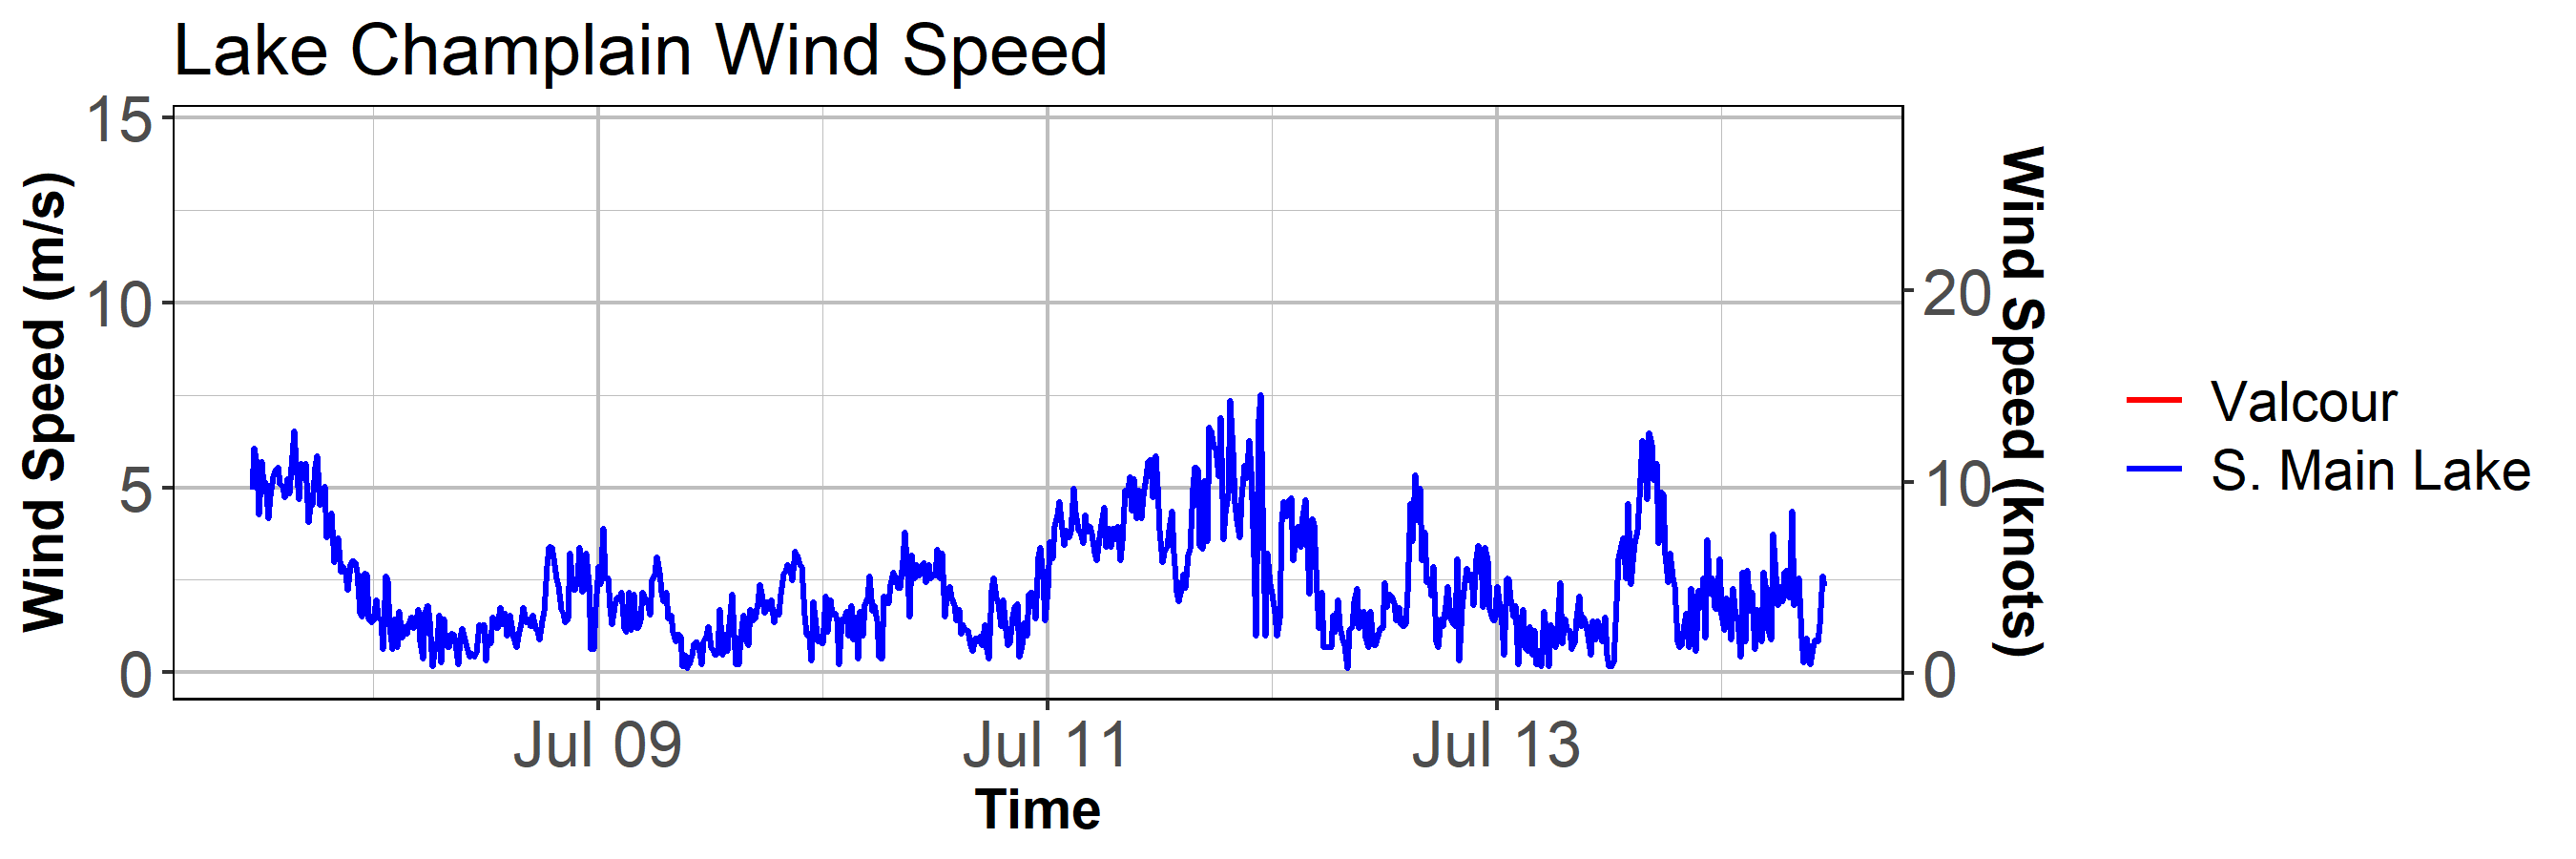 Lake Champlain Wind Speed
Wind Speed (m/s)
15
10
5
0
Wind Speed (knots)
20
10
0
Jul 09
Jul 11
Jul 13
Time
Valcour
S. Main Lake